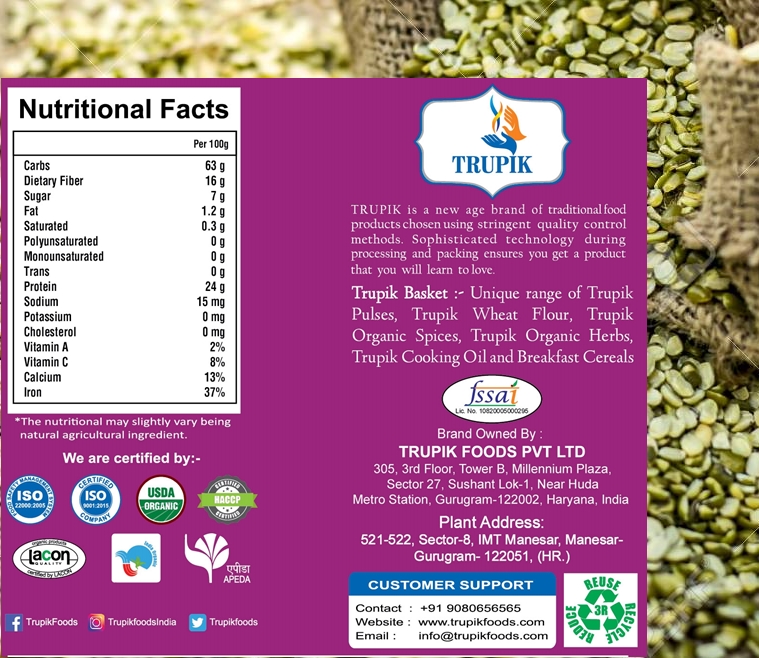 Nutritional Facts
Per 100g
Carbs 63 g
Dietary Fiber 16 g
Sugar 7 g
Fat 1.2 g
Saturated 0.3 g
Polyunsaturated 0 g
Monounsaturated 0 g
Trans 0 g
Protein 24 g
Sodium 15 mg
Potassium 0 mg
Cholesterol 0 mg
Vitamin A 2%
Vitamin C 8%
Calcium 13%
Iron 37%
*The nutritional may slightly vary being
natural agricultural ingredient.
We are certified by:-
FOOD SAFETY MANAGEMENT SYSTEM
ISO
22000:2005
CERTIFIED
ISO
9001:2015
COMPANY
USDA
ORGANIC
CERTIFIED
HACCP
CERTIFIED
organic products
lacon
QUALITY
certified by LACON
एपीडा
APEDA
TrupikFoods
TrupikfoodsIndia
Trupikfoods
TRUPIK
TRUPIK is a new age brand of traditional food
products chosen using stringent quality control
methods. Sophisticated technology during
processing and packing ensures you get a product
that you will learn to love.
Trupik Basket :- Unique range of Trupik
Pulses, Trupik Wheat Flour, Trupik
Organic Spices, Trupik Organic Herbs,
Trupik Cooking Oil and Breakfast Cereals
fssai
Lic. No. 10820005000295
Brand Owned By :
TRUPIK FOODS PVT LTD
305, 3rd Floor, Tower B, Millennium Plaza,
Sector 27, Sushant Lok-1, Near Huda
Metro Station, Gurugram-122002, Haryana, India
Plant Address:
521-522, Sector-8, IMT Manesar, Manesar-
Gurugram- 122051, (HR.)
CUSTOMER SUPPORT
Contact : +91 9080656565
Website : www.trupikfoods.com
Email : info@trupikfoods.com
REUSE
3R
REDUCE
RECYCLE